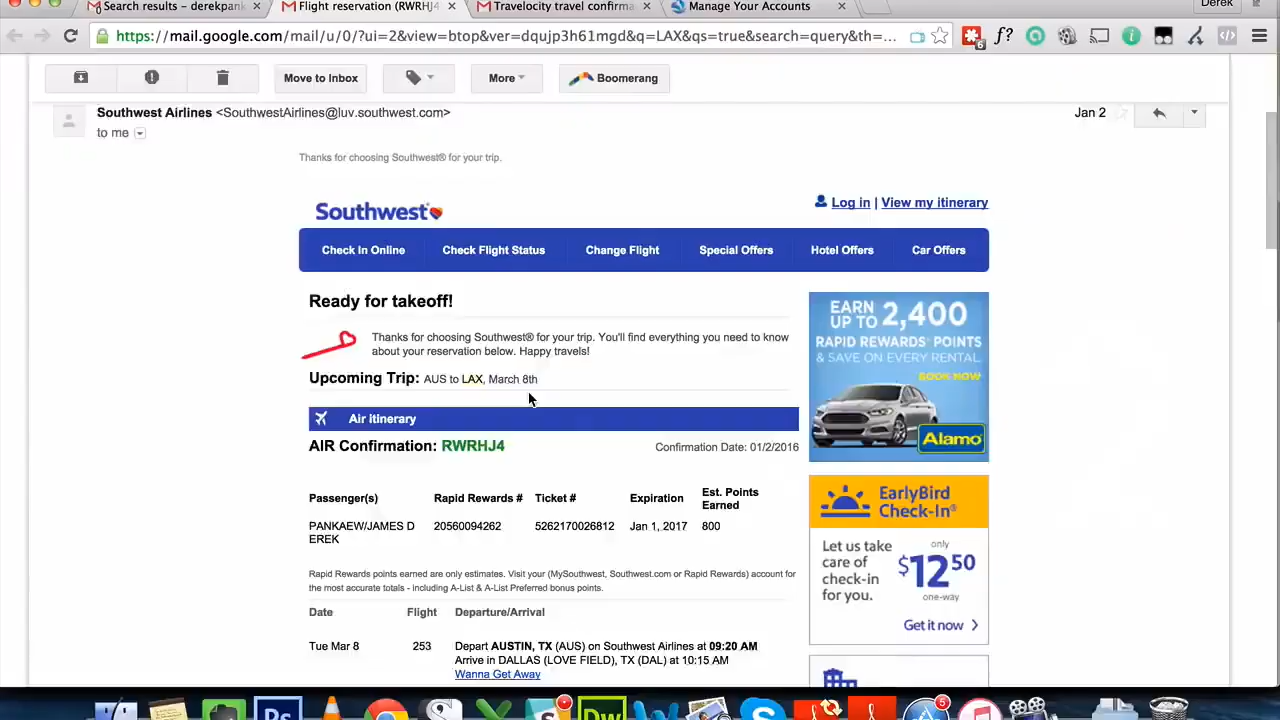 Search results – derekpank
Flight reservation (RWRHJ4
Travelocity travel confirma
Manage Your Accounts
Derek
https://mail.google.com/mail/u/0/?ui=2&view=btop&ver=dqujp3h61mgd&q=LAX&qs=true&search=query&th=...
f?
6
Move to Inbox
More
Boomerang
Southwest Airlines <SouthwestAirlines@luv.southwest.com>
Jan 2
to me
Thanks for choosing Southwest® for your trip.
Southwest®
Log in | View my itinerary
Check In Online
Check Flight Status
Change Flight
Special Offers
Hotel Offers
Car Offers
Ready for takeoff!
Thanks for choosing Southwest® for your trip. You'll find everything you need to know
about your reservation below. Happy travels!
Upcoming Trip: AUS to LAX, March 8th
Air itinerary
AIR Confirmation: RWRHJ4
Confirmation Date: 01/2/2016
Passenger(s)
Rapid Rewards #
Ticket #
Expiration
Est. Points
Earned
PANKAEW/JAMES D
EREK
20560094262
5262170026812
Jan 1, 2017
800
Rapid Rewards points earned are only estimates. Visit your (MySouthwest, Southwest.com or Rapid Rewards) account for
the most accurate totals - including A-List & A-List Preferred bonus points.
Date
Flight
Departure/Arrival
Tue Mar 8
253
Depart AUSTIN, TX (AUS) on Southwest Airlines at 09:20 AM
Arrive in DALLAS (LOVE FIELD), TX (DAL) at 10:15 AM
Wanna Get Away
EARN
UP TO 2,400
RAPID REWARDS® POINTS
& SAVE ON EVERY RENTAL
BOOK NOW
Alamo
EarlyBird
Check-In®
Let us take
care of
check-in
for you.
only
$12.50
one-way
Get it now
Ps
Dw
5